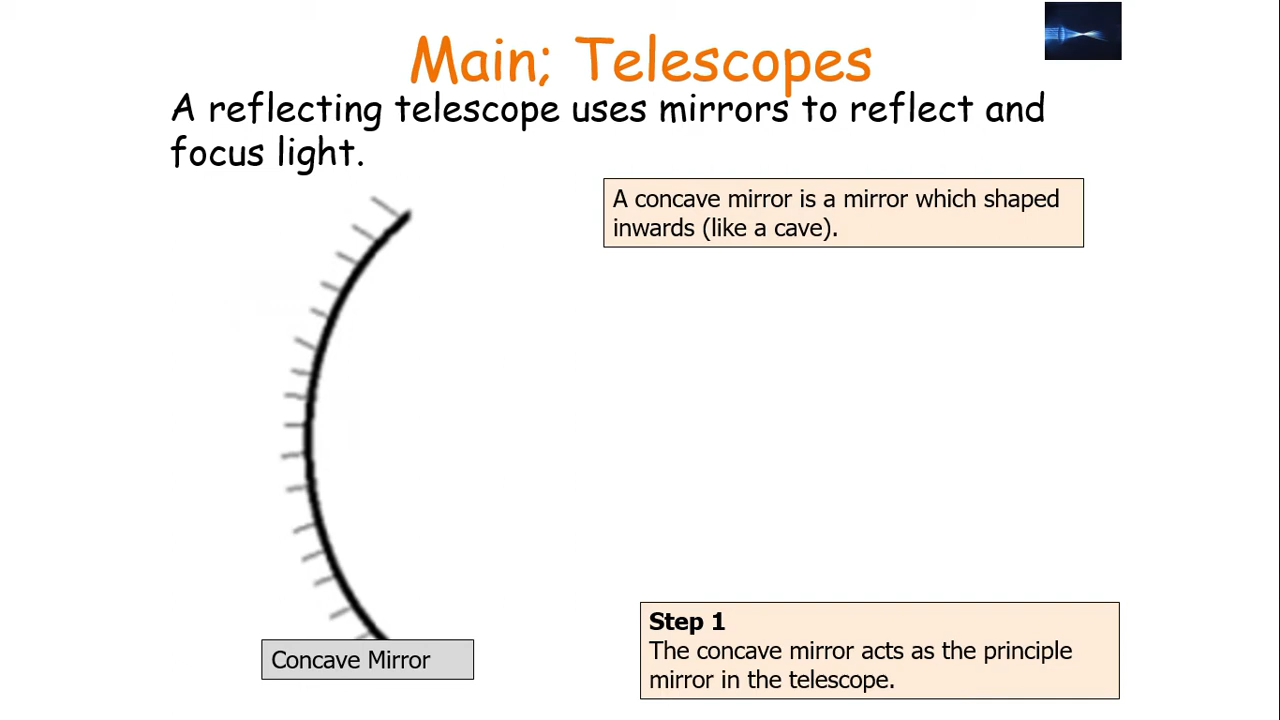 Main; Telescopes
A reflecting telescope uses mirrors to reflect and
focus light.
A concave mirror is a mirror which shaped
inwards (like a cave).
Concave Mirror
Step 1
The concave mirror acts as the principle
mirror in the telescope.